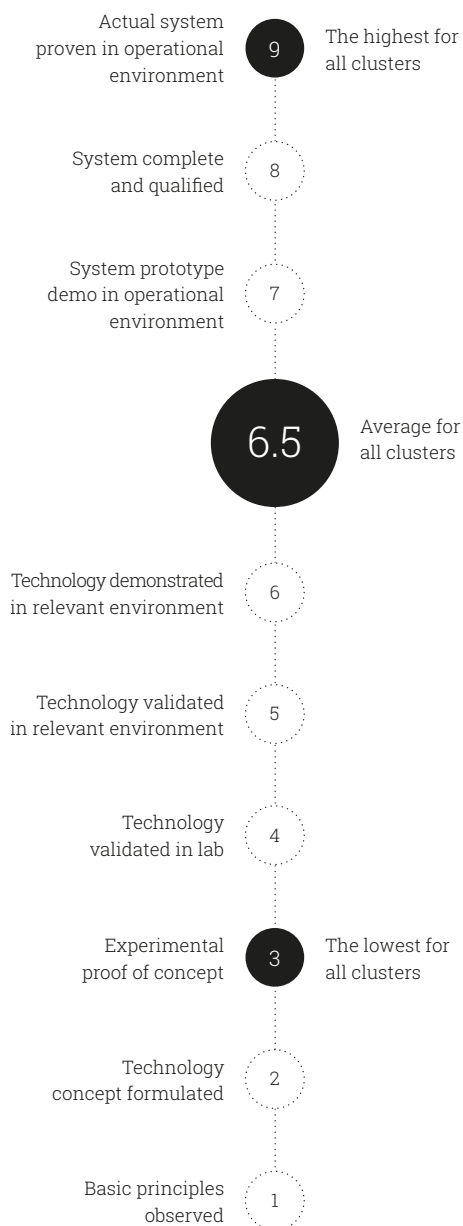 Actual system
proven in operational
environment
9
The highest for
all clusters
System complete
and qualified
8
System prototype
demo in operational
environment
7
6.5
Average for
all clusters
Technology demonstrated
in relevant environment
6
Technology validated
in relevant environment
5
Technology
validated in lab
4
Experimental
proof of concept
3
The lowest for
all clusters
Technology
concept formulated
2
Basic principles
observed
1